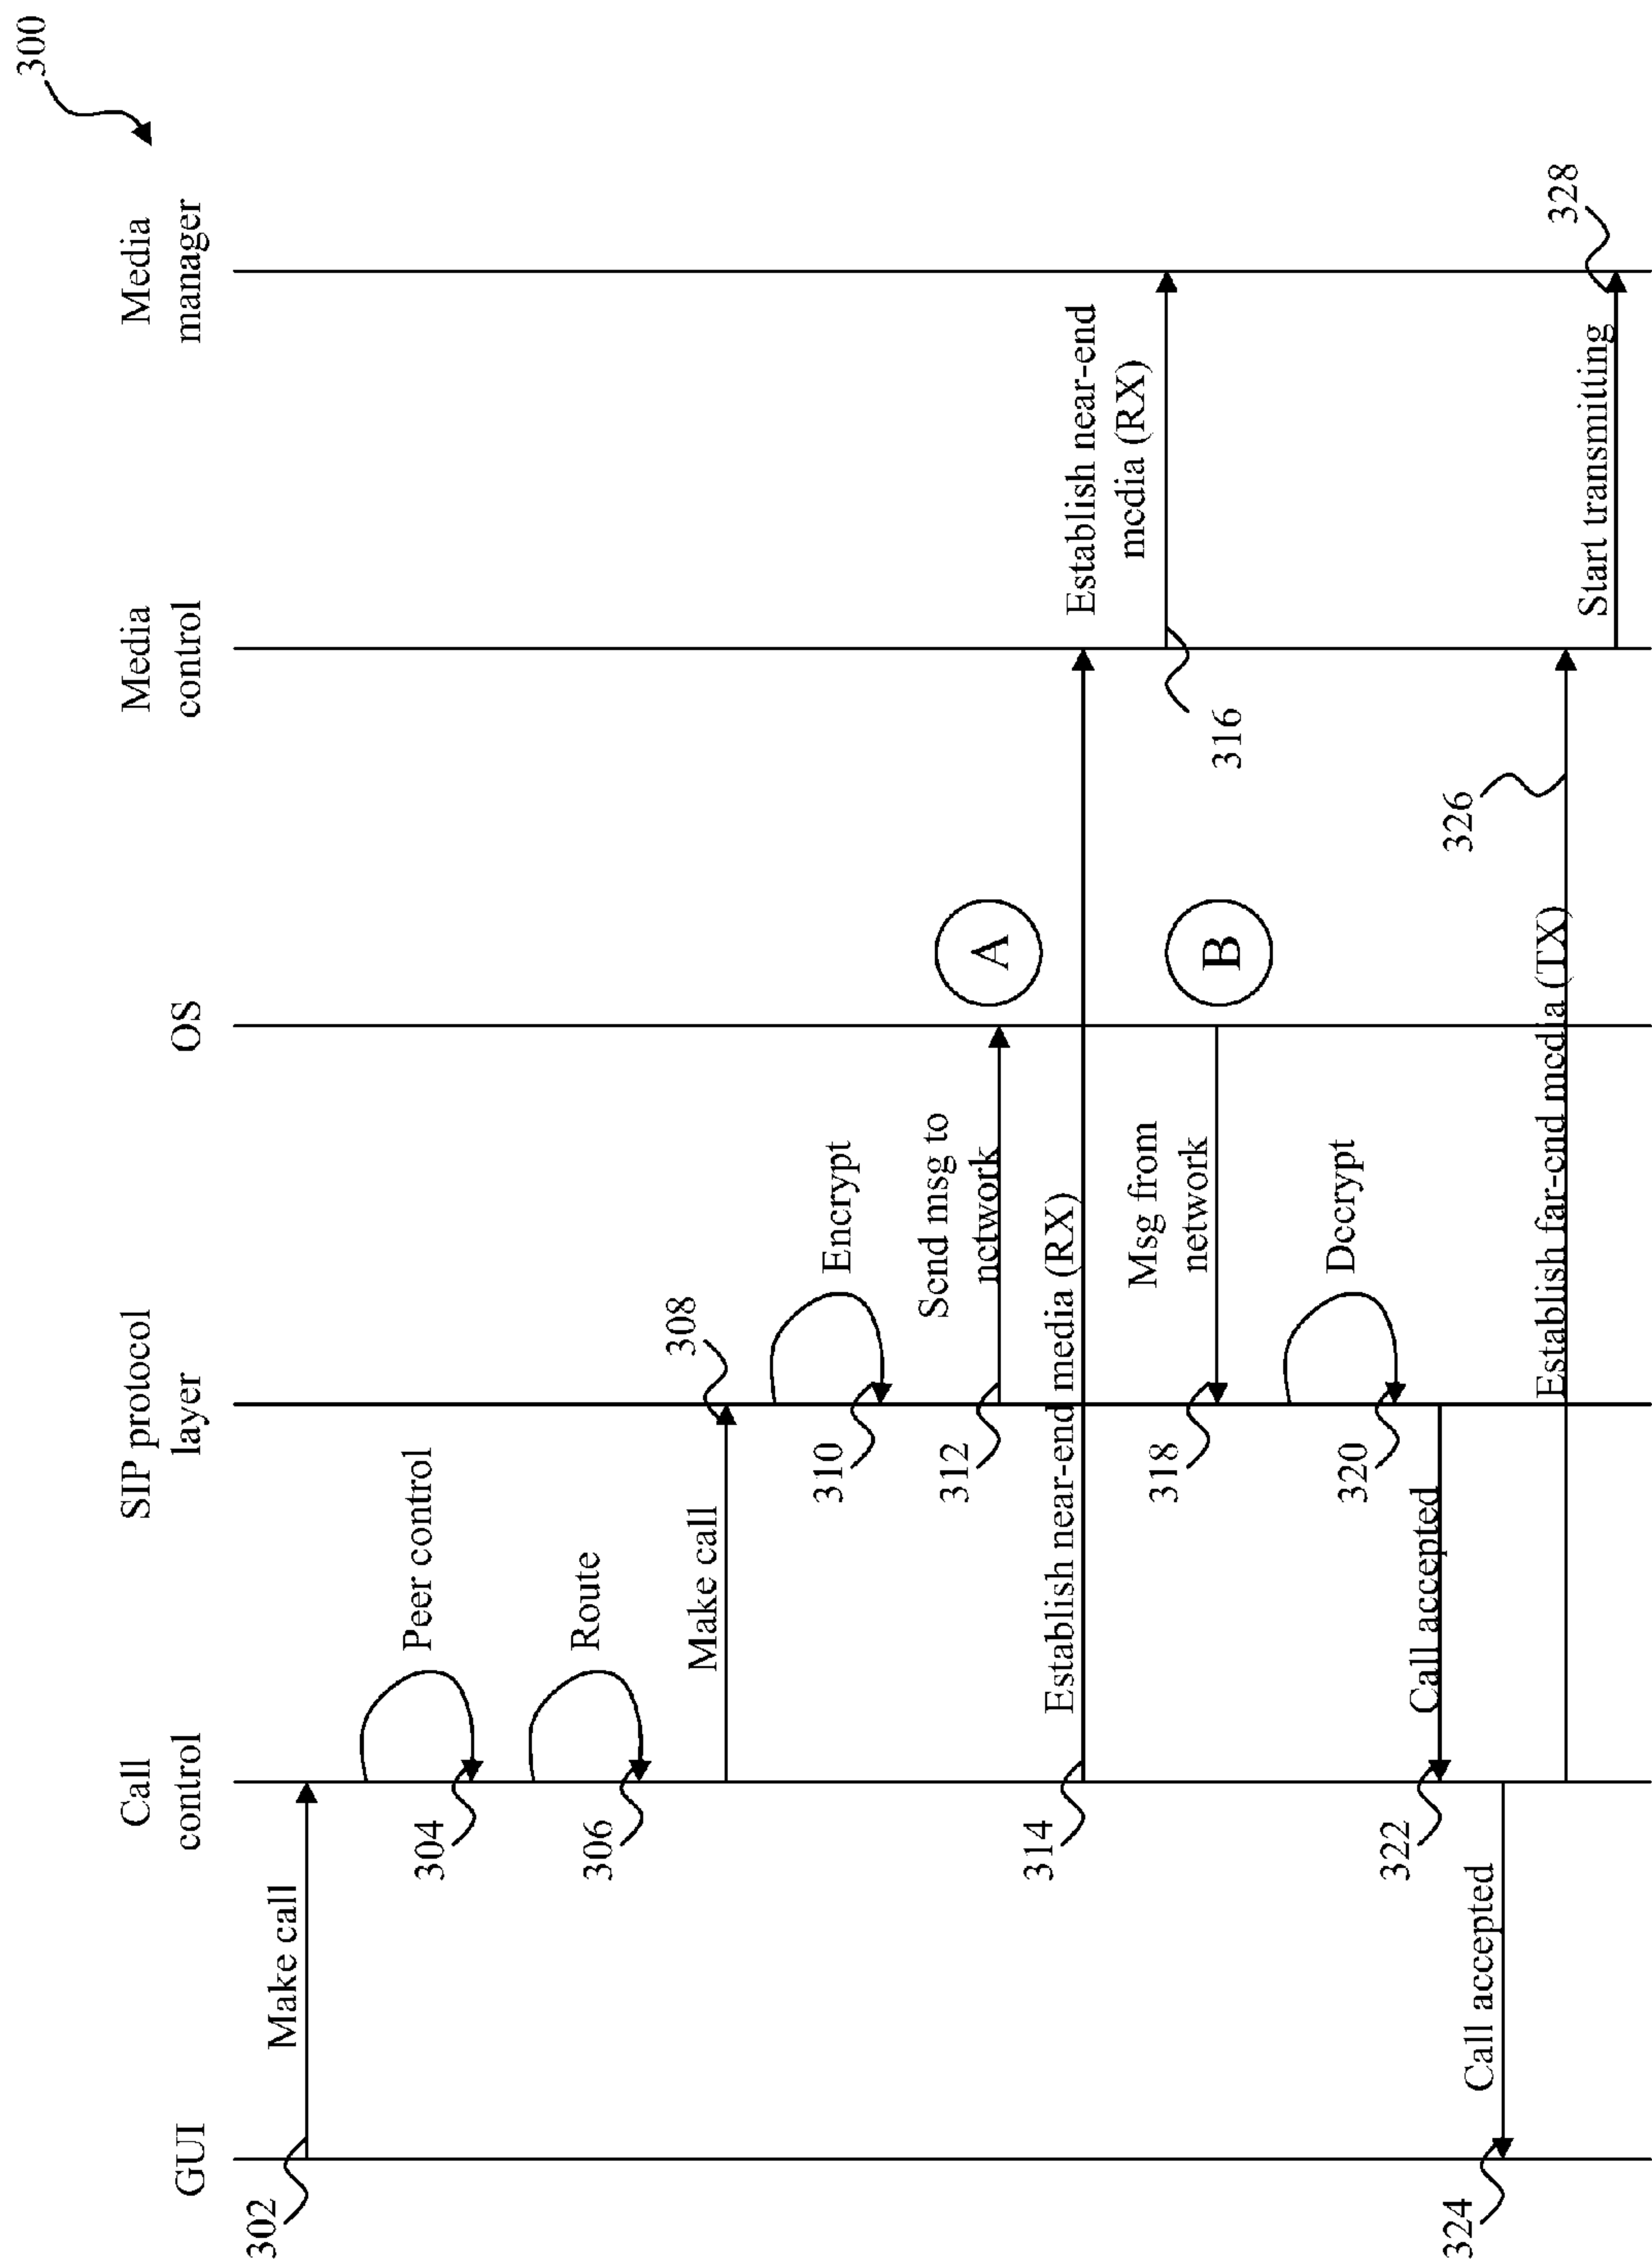 300
GUI
Call
control
SIP protocol
layer
OS
Media
control
Media
manager
302
Make call
304
Peer control
306
Route
308
Make call
310
Encrypt
312
Send msg to
network
A
314
Establish near-end media (RX)
316
Establish near-end
media (RX)
318
Msg from
network
B
320
Decrypt
322
Call accepted
324
Call accepted
326
Establish far-end media (TX)
328
Start transmitting